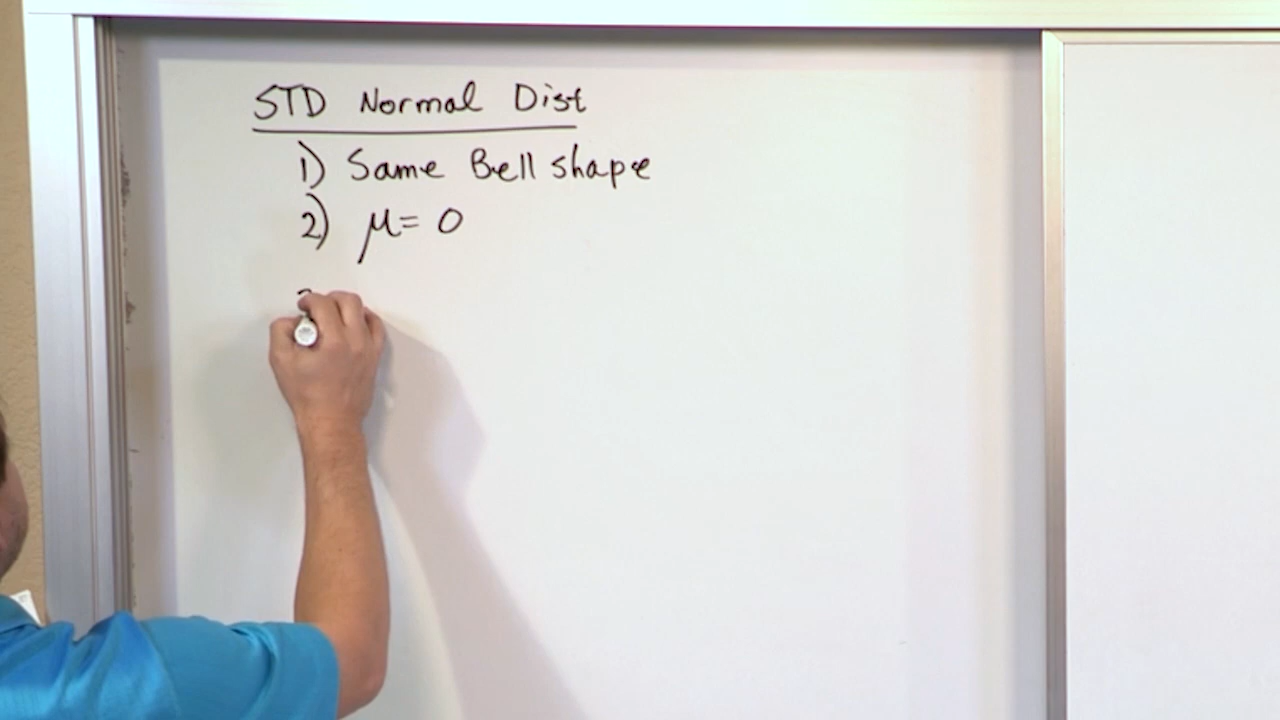 STD Normal Dist
1) Same Bell shape
2) μ = 0